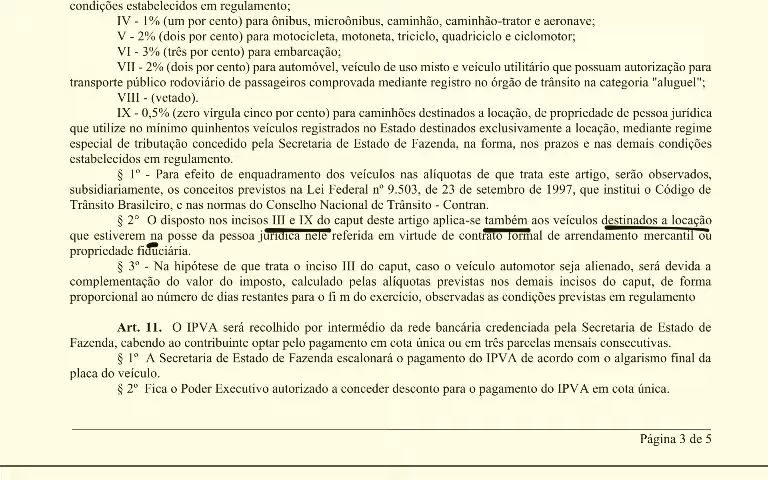 condições estabelecidos em regulamento;
IV - 1% (um por cento) para ônibus, microônibus, caminhão, caminhão-trator e aeronave;
V - 2% (dois por cento) para motocicleta, motoneta, triciclo, quadriciclo e ciclomotor;
VI - 3% (três por cento) para embarcação;
VII - 2% (dois por cento) para automóvel, veículo de uso misto e veículo utilitário que possuam autorização para
transporte público rodoviário de passageiros comprovada mediante registro no órgão de trânsito na categoria "aluguel";
VIII - (vetado).
IX - 0,5% (zero vírgula cinco por cento) para caminhões destinados a locação, de propriedade de pessoa jurídica
que utilize no mínimo quinhentos veículos registrados no Estado destinados exclusivamente a locação, mediante regime
especial de tributação concedido pela Secretaria de Estado de Fazenda, na forma, nos prazos e nas demais condições
estabelecidos em regulamento.
§ 1º - Para efeito de enquadramento dos veículos nas alíquotas de que trata este artigo, serão observados,
subsidiariamente, os conceitos previstos na Lei Federal nº 9.503, de 23 de setembro de 1997, que institui o Código de
Trânsito Brasileiro, e nas normas do Conselho Nacional de Trânsito - Contran.
§ 2º O disposto nos incisos III e IX do caput deste artigo aplica-se também aos veículos destinados a locação
que estiverem na posse da pessoa jurídica nele referida em virtude de contrato formal de arrendamento mercantil ou
propriedade fiduciária.
§ 3º - Na hipótese de que trata o inciso III do caput, caso o veículo automotor seja alienado, será devida a
complementação do valor do imposto, calculado pelas alíquotas previstas nos demais incisos do caput, de forma
proporcional ao número de dias restantes para o fi m do exercício, observadas as condições previstas em regulamento
Art. 11. O IPVA será recolhido por intermédio da rede bancária credenciada pela Secretaria de Estado de
Fazenda, cabendo ao contribuinte optar pelo pagamento em cota única ou em três parcelas mensais consecutivas.
§ 1º A Secretaria de Estado de Fazenda escalonará o pagamento do IPVA de acordo com o algarismo final da
placa do veículo.
§ 2º Fica o Poder Executivo autorizado a conceder desconto para o pagamento do IPVA em cota única.
Página 3 de 5